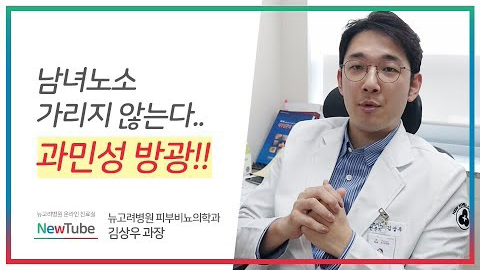 남녀노소
가리지 않는다..
과민성 방광!!
뉴고려병원 온라인 진료실
NewTube
뉴고려병원 피부비뇨의학과
김상우 과장